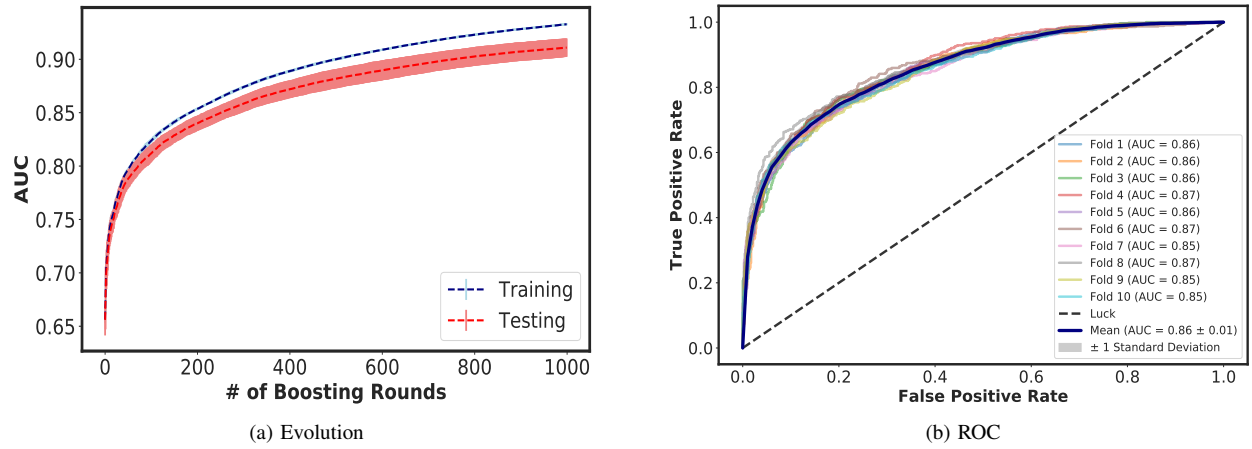 0.90
0.85
0.80
0.75
0.70
0.65
AUC
0 200 400 600 800 1000
# of Boosting Rounds
Training
Testing
(a) Evolution
1.0
0.8
0.6
0.4
0.2
0.0
True Positive Rate
0.0 0.2 0.4 0.6 0.8 1.0
False Positive Rate
Fold 1 (AUC = 0.86)
Fold 2 (AUC = 0.86)
Fold 3 (AUC = 0.86)
Fold 4 (AUC = 0.87)
Fold 5 (AUC = 0.86)
Fold 6 (AUC = 0.87)
Fold 7 (AUC = 0.85)
Fold 8 (AUC = 0.87)
Fold 9 (AUC = 0.85)
Fold 10 (AUC = 0.85)
Luck
Mean (AUC = 0.86 ± 0.01)
± 1 Standard Deviation
(b) ROC